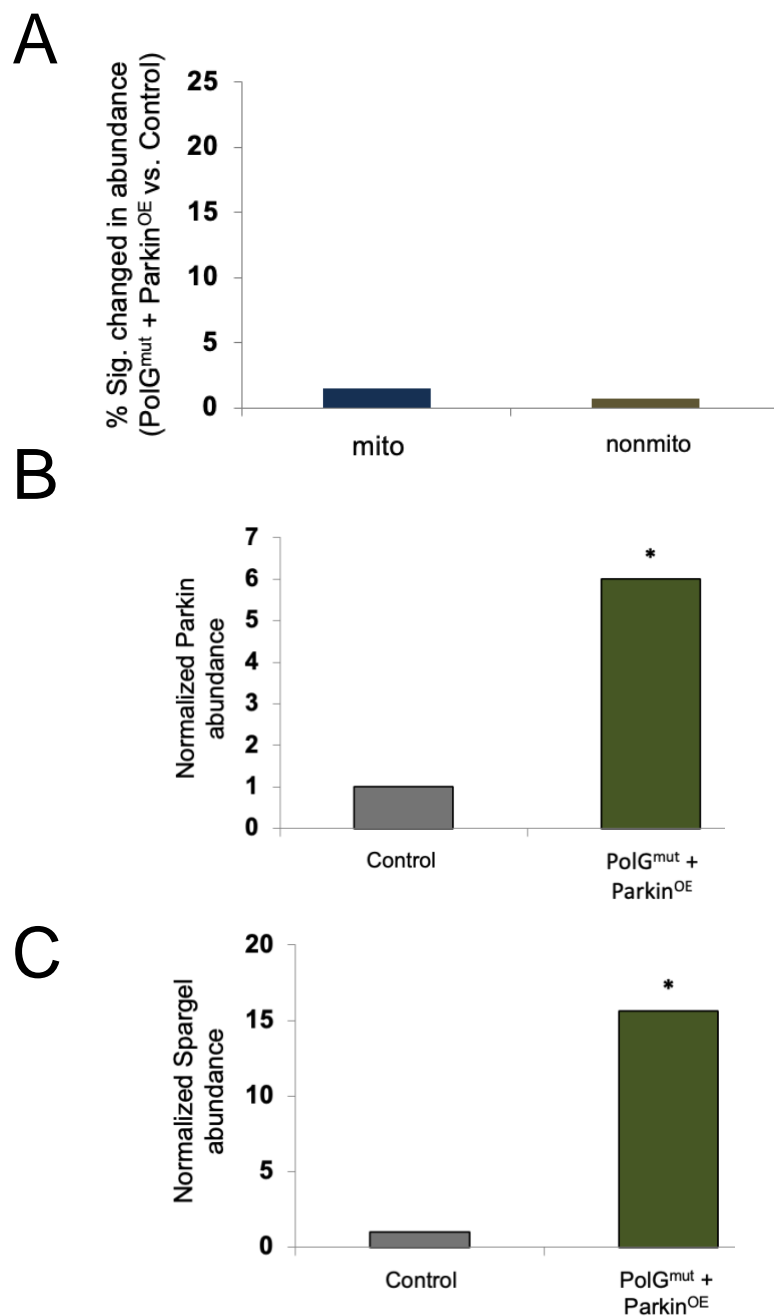 A
% Sig. changed in abundance
(PolGᵐᵘᵗ + Parkinᴼᴱ vs. Control)
25
20
15
10
5
0
mito
nonmito
B
Normalized Parkin
abundance
7
6
5
4
3
2
1
0
*
Control
PolGᵐᵘᵗ +
Parkinᴼᴱ
C
Normalized Spargel
abundance
20
15
10
5
0
*
Control
PolGᵐᵘᵗ +
Parkinᴼᴱ